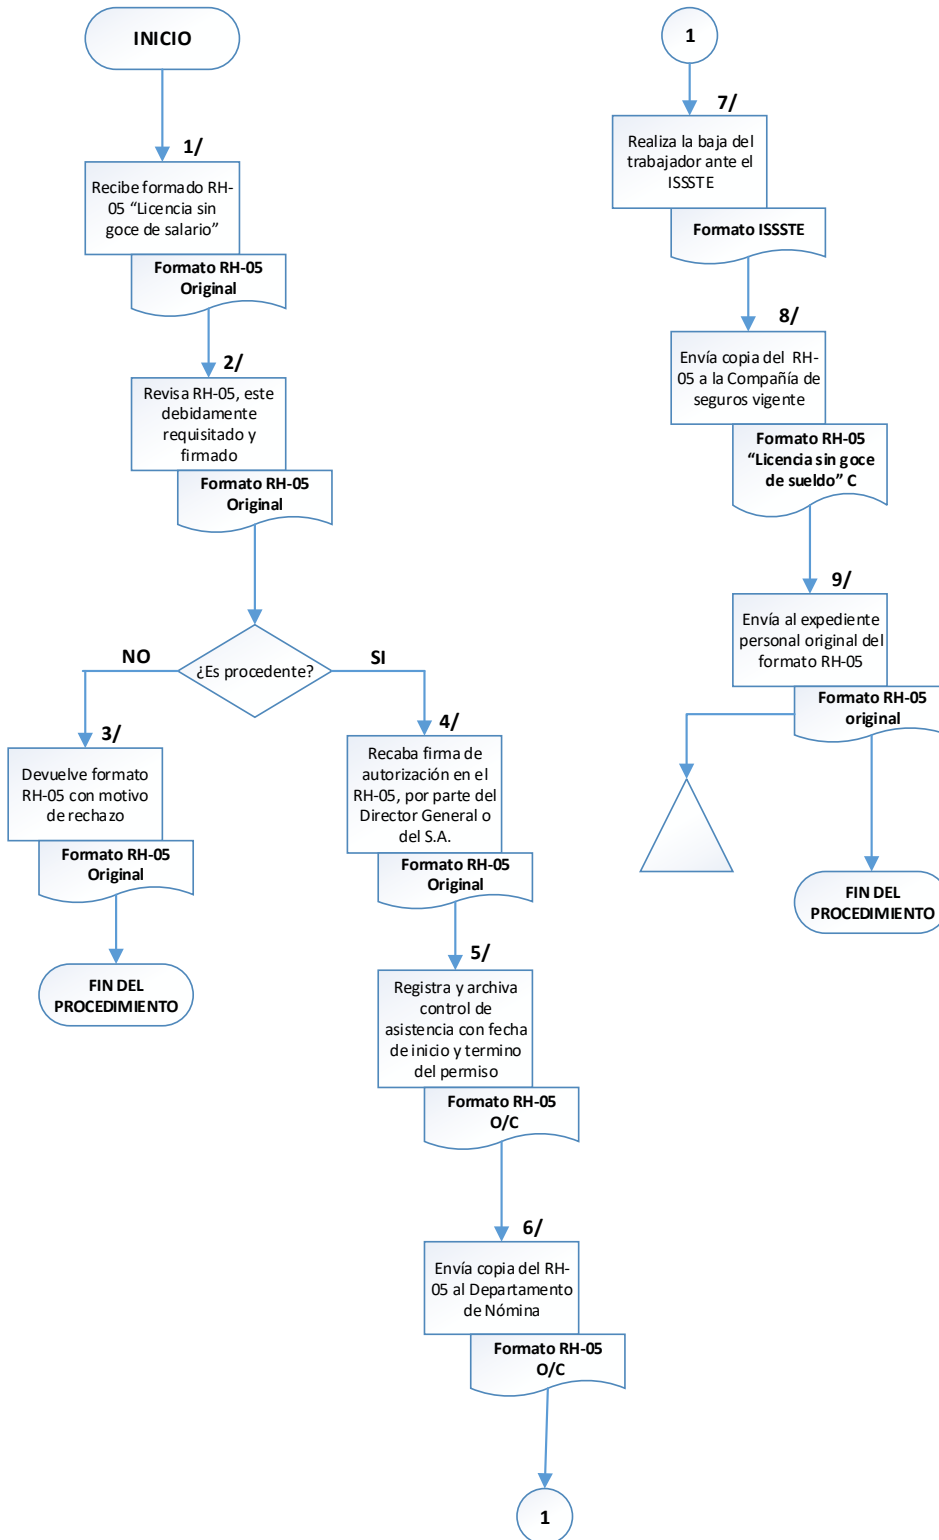 INICIO
1/
Recibe formado RH-
05 “Licencia sin
goce de salario”
Formato RH-05
Original
2/
Revisa RH-05, este
debidamente
requisitado y
firmado
Formato RH-05
Original
¿Es procedente?
NO
SI
3/
Devuelve formato
RH-05 con motivo
de rechazo
Formato RH-05
Original
FIN DEL
PROCEDIMIENTO
4/
Recaba firma de
autorización en el
RH-05, por parte del
Director General o
del S.A.
Formato RH-05
Original
5/
Registra y archiva
control de
asistencia con fecha
de inicio y termino
del permiso
Formato RH-05
O/C
6/
Envía copia del RH-
05 al Departamento
de Nómina
Formato RH-05
O/C
1
1
7/
Realiza la baja del
trabajador ante el
ISSSTE
Formato ISSSTE
8/
Envía copia del RH-
05 a la Compañía de
seguros vigente
Formato RH-05
“Licencia sin goce
de sueldo” C
9/
Envía al expediente
personal original del
formato RH-05
Formato RH-05
original
FIN DEL
PROCEDIMIENTO